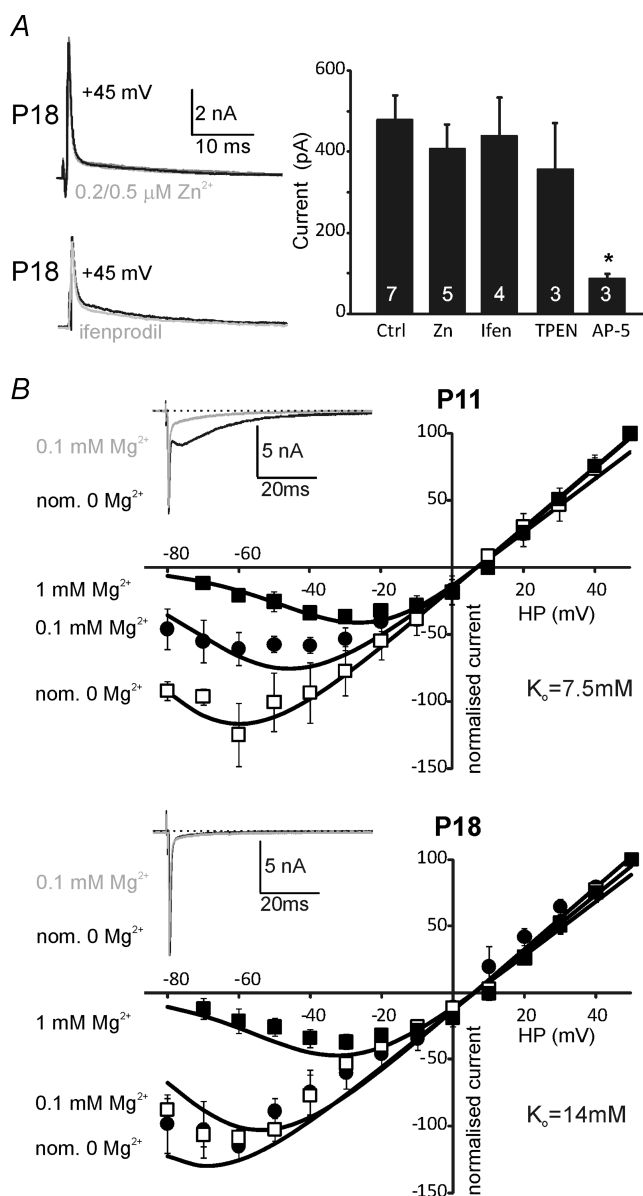 A
P18
+45 mV
2 nA
10 ms
0.2/0.5 µM Zn²⁺
P18
+45 mV
ifenprodil
Current (pA)
600
400
200
0
7
5
4
3
3
*
Ctrl Zn Ifen TPEN AP-5
B
P11
0.1 mM Mg²⁺
nom. 0 Mg²⁺
5 nA
20ms
100
50
-80 -60 -40 -20 0 20 40
HP (mV)
1 mM Mg²⁺
0.1 mM Mg²⁺
nom. 0 Mg²⁺
-50
-100
-150
normalised current
Kₒ=7.5mM
P18
0.1 mM Mg²⁺
nom. 0 Mg²⁺
5 nA
20ms
100
50
-80 -60 -40 -20 0 20 40
HP (mV)
1 mM Mg²⁺
0.1 mM Mg²⁺
nom. 0 Mg²⁺
-50
-100
-150
normalised current
Kₒ=14mM